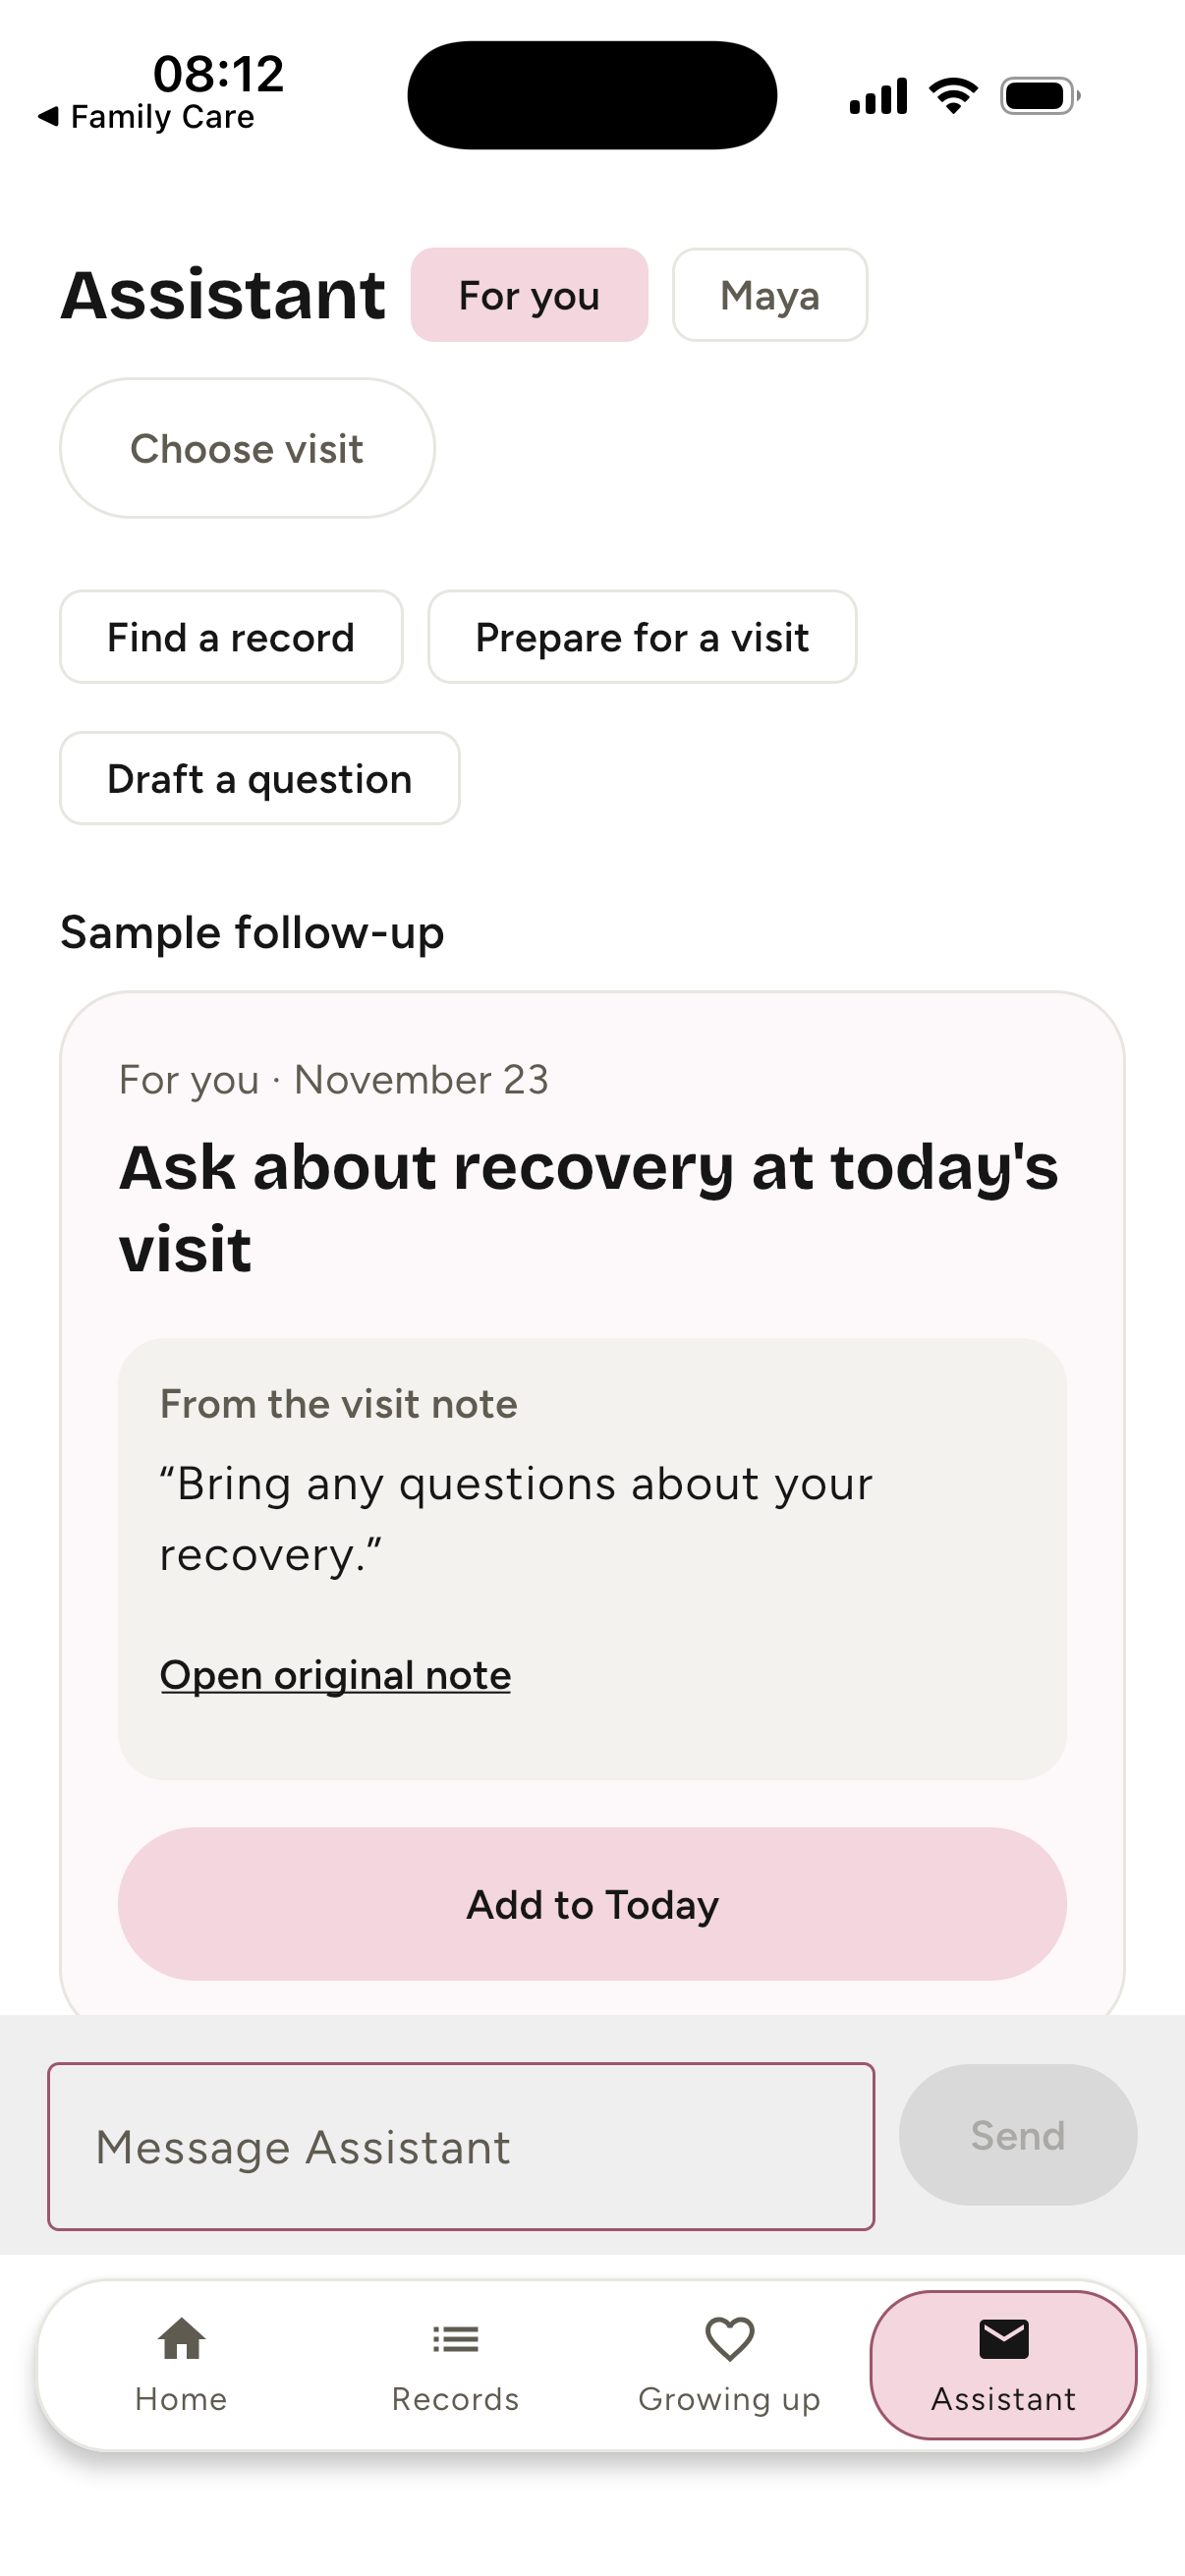 08:12
◀ Family Care
Assistant
For you
Maya
Choose visit
Find a record
Prepare for a visit
Draft a question
Sample follow-up
For you · November 23
Ask about recovery at today's
visit
From the visit note
“Bring any questions about your
recovery.”
Open original note
Add to Today
Message Assistant
Send
Home
Records
Growing up
Assistant